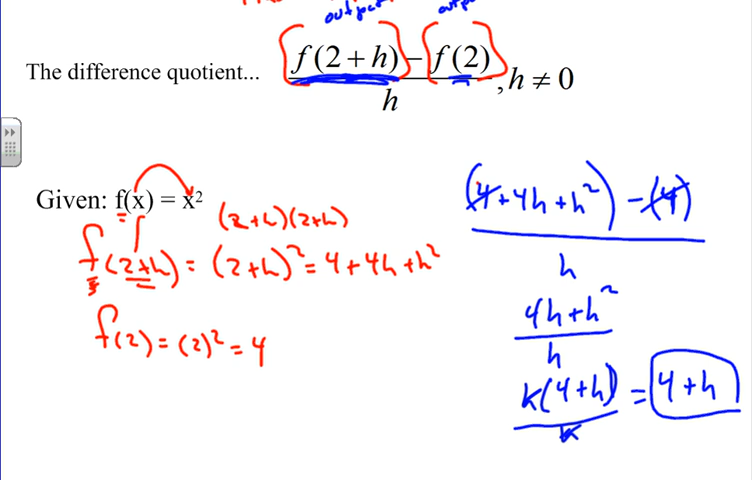 output
The difference quotient... [f(2 + h)] − [f(2)]
h
, h ≠ 0
Given: f(x) = x²
(2+h)(2+h)
f(2+h) = (2+h)² = 4 + 4h + h²
f(2) = (2)² = 4
(4+4h+h²) − (4)
h
4h+h²
h
h(4+h) = 4+h
h